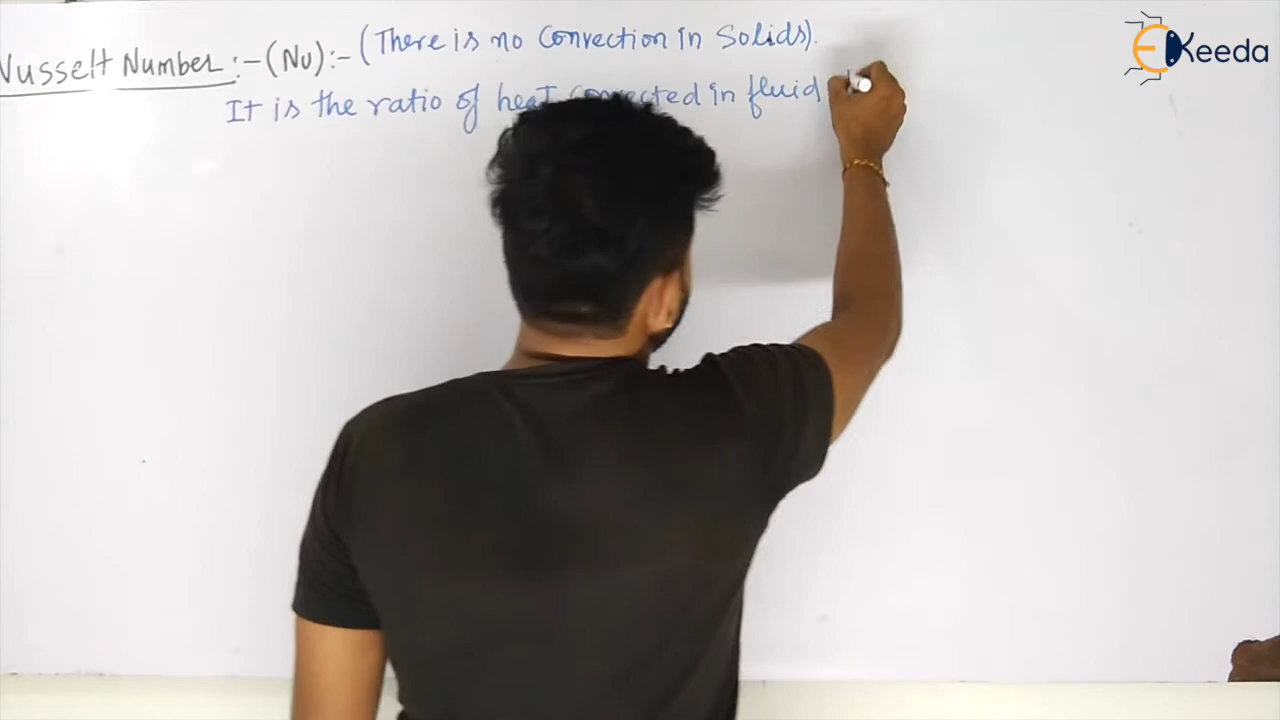 Nusselt Number :- (Nu) :- (There is no Convection in Solids).
It is the ratio of heat convected in fluid
EKeeda